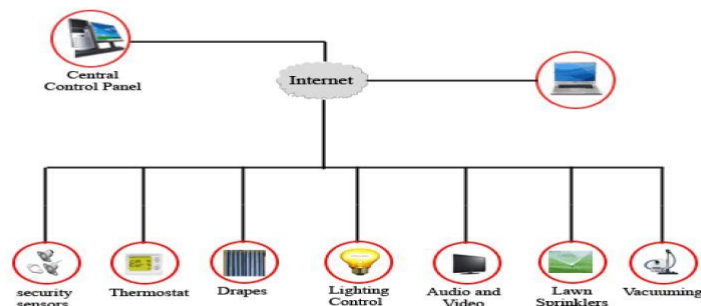 Central
Control Panel
Internet
security
sensors
Thermostat
Drapes
Lighting
Control
Audio and
Video
Lawn
Sprinklers
Vacuuming